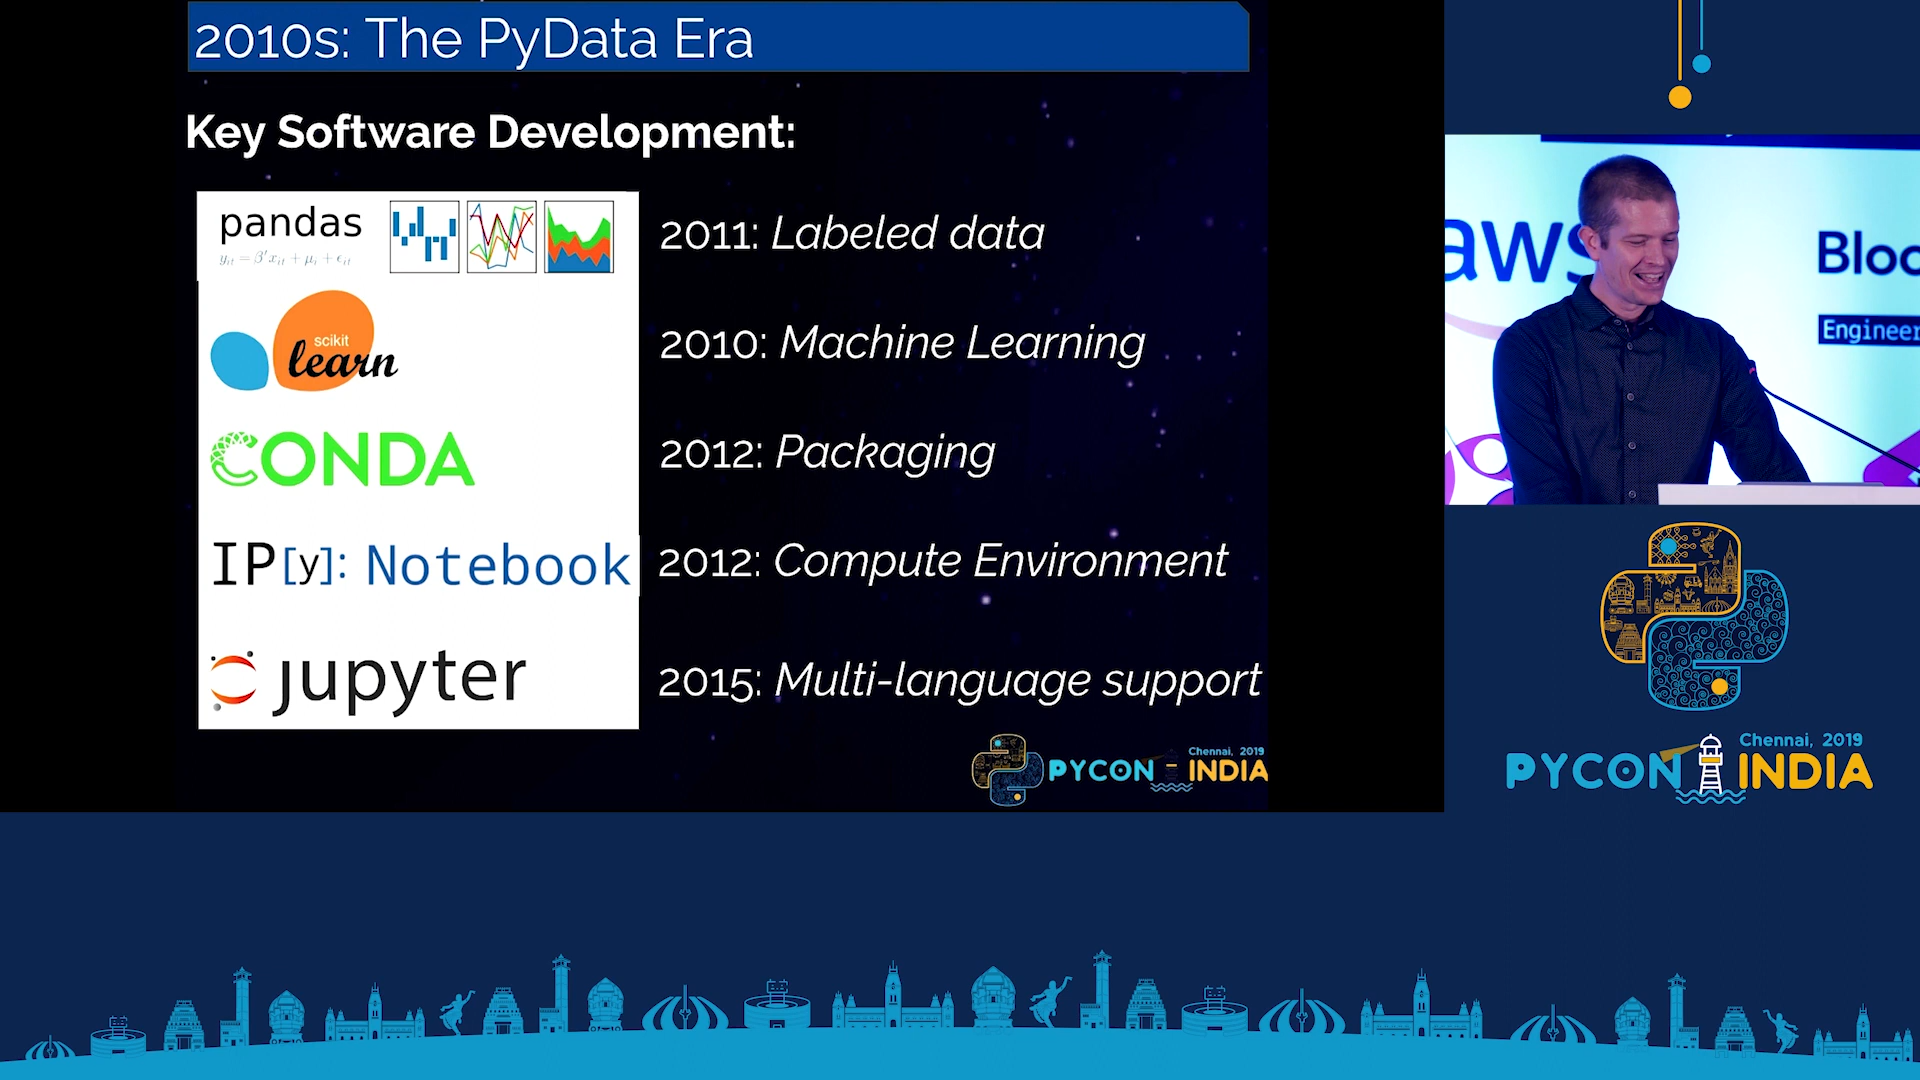 2010s: The PyData Era
Key Software Development:
pandas
2011: Labeled data
scikit
learn
2010: Machine Learning
CONDA
2012: Packaging
IP[y]: Notebook
2012: Compute Environment
jupyter
2015: Multi-language support
Chennai, 2019
PYCON INDIA
aws
Bloo
Engineer
Chennai, 2019
PYCON INDIA